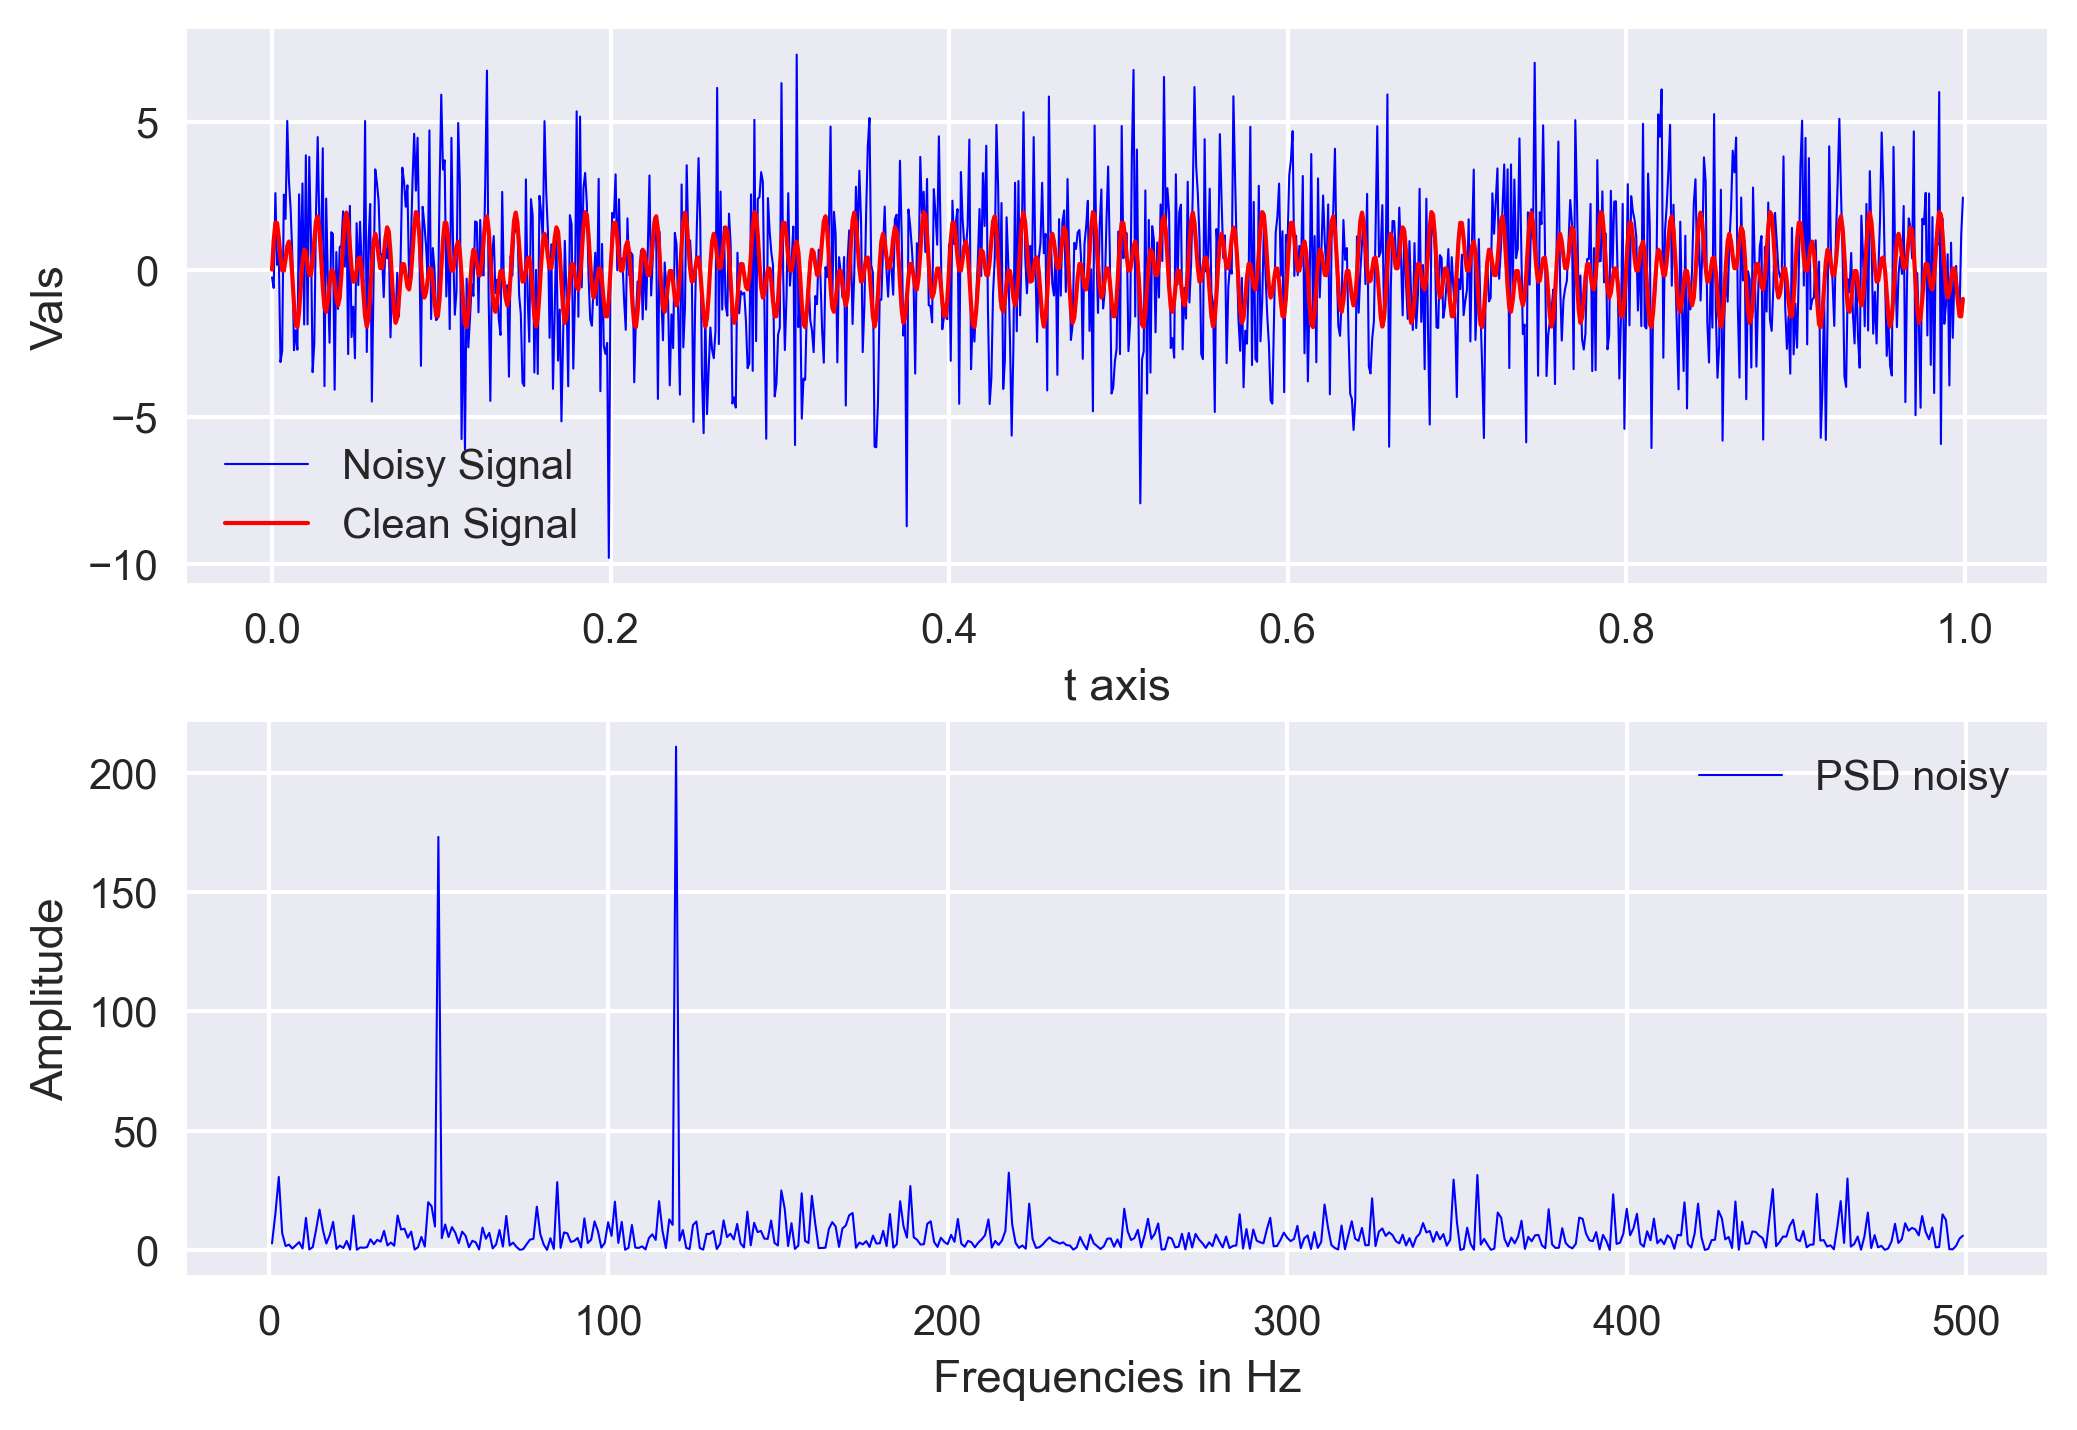 Vals
5
0
−5
−10
Noisy Signal
Clean Signal
0.0 0.2 0.4 0.6 0.8 1.0
t axis
Amplitude
200
150
100
50
0
PSD noisy
0 100 200 300 400 500
Frequencies in Hz